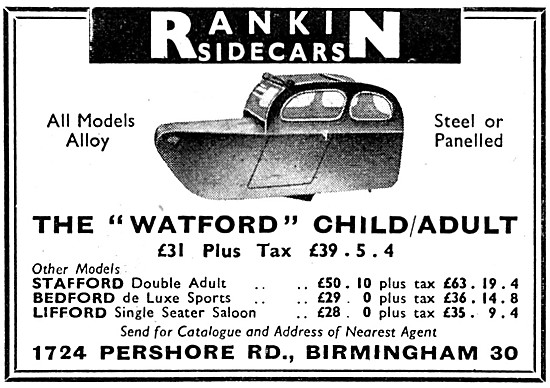 RANKIN
SIDECARS
All Models Steel or
Alloy Panelled
THE "WATFORD" CHILD/ADULT
£31 Plus Tax £39.5.4
Other Models:
STAFFORD Double Adult .. .. £50.10 plus tax £63.19.4
BEDFORD de Luxe Sports .. £29.0 plus tax £36.14.8
LIFFORD Single Seater Saloon .. £28.0 plus tax £35.9.4
Send for Catalogue and Address of Nearest Agent
1724 PERSHORE RD., BIRMINGHAM 30